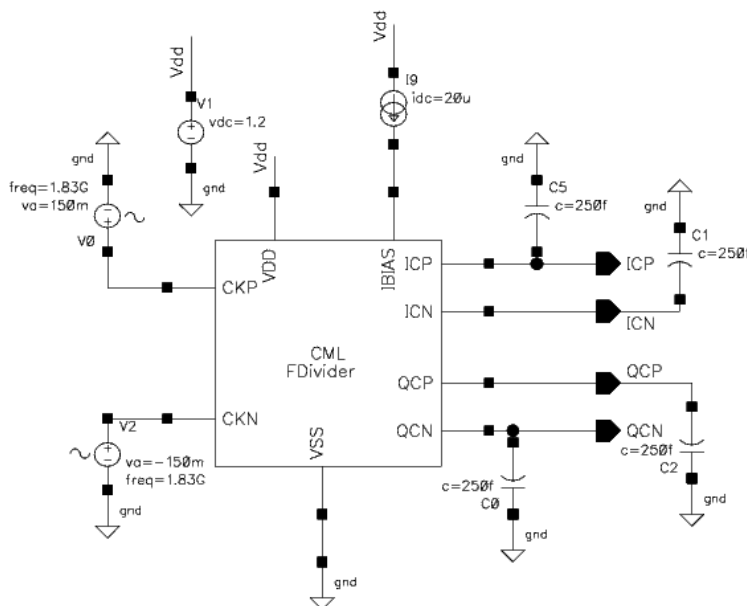 Vdd
Vdd
V1
vdc=1.2
I9
idc=20u
gnd
Vdd
gnd
gnd
C5
c=250f
gnd
C1
c=250f
freq=1.83G
va=150m
V0
gnd
VDD
IBIAS
ICP
ICP
CKP
ICN
ICN
CML
FDivider
QCP
QCP
V2
CKN
QCN
QCN
VSS
va=-150m
freq=1.83G
c=250f
C2
c=250f
C0
gnd
gnd
gnd
gnd